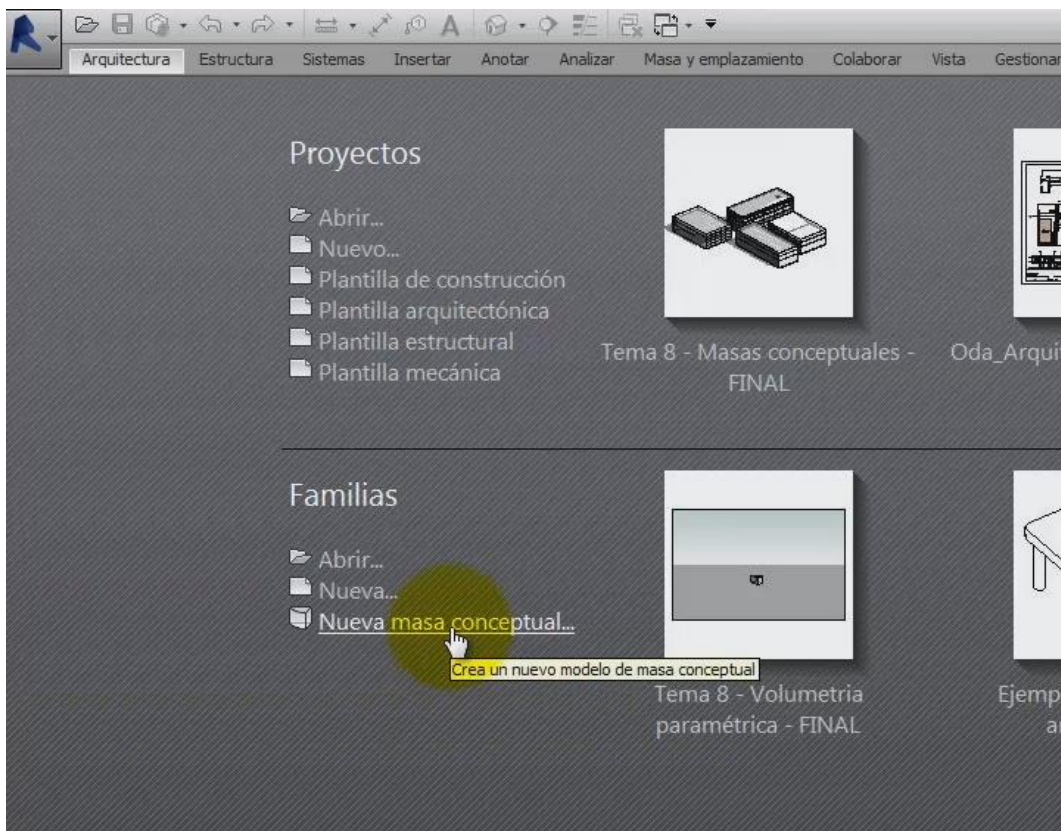 Arquitectura Estructura Sistemas Insertar Anotar Analizar Masa y emplazamiento Colaborar Vista Gestionar
Proyectos
Abrir...
Nuevo...
Plantilla de construcción
Plantilla arquitectónica
Plantilla estructural
Plantilla mecánica
Tema 8 - Masas conceptuales -
FINAL
Oda_Arqui
Familias
Abrir...
Nueva...
Nueva masa conceptual...
Crea un nuevo modelo de masa conceptual
Tema 8 - Volumetria
paramétrica - FINAL
Ejemp
a